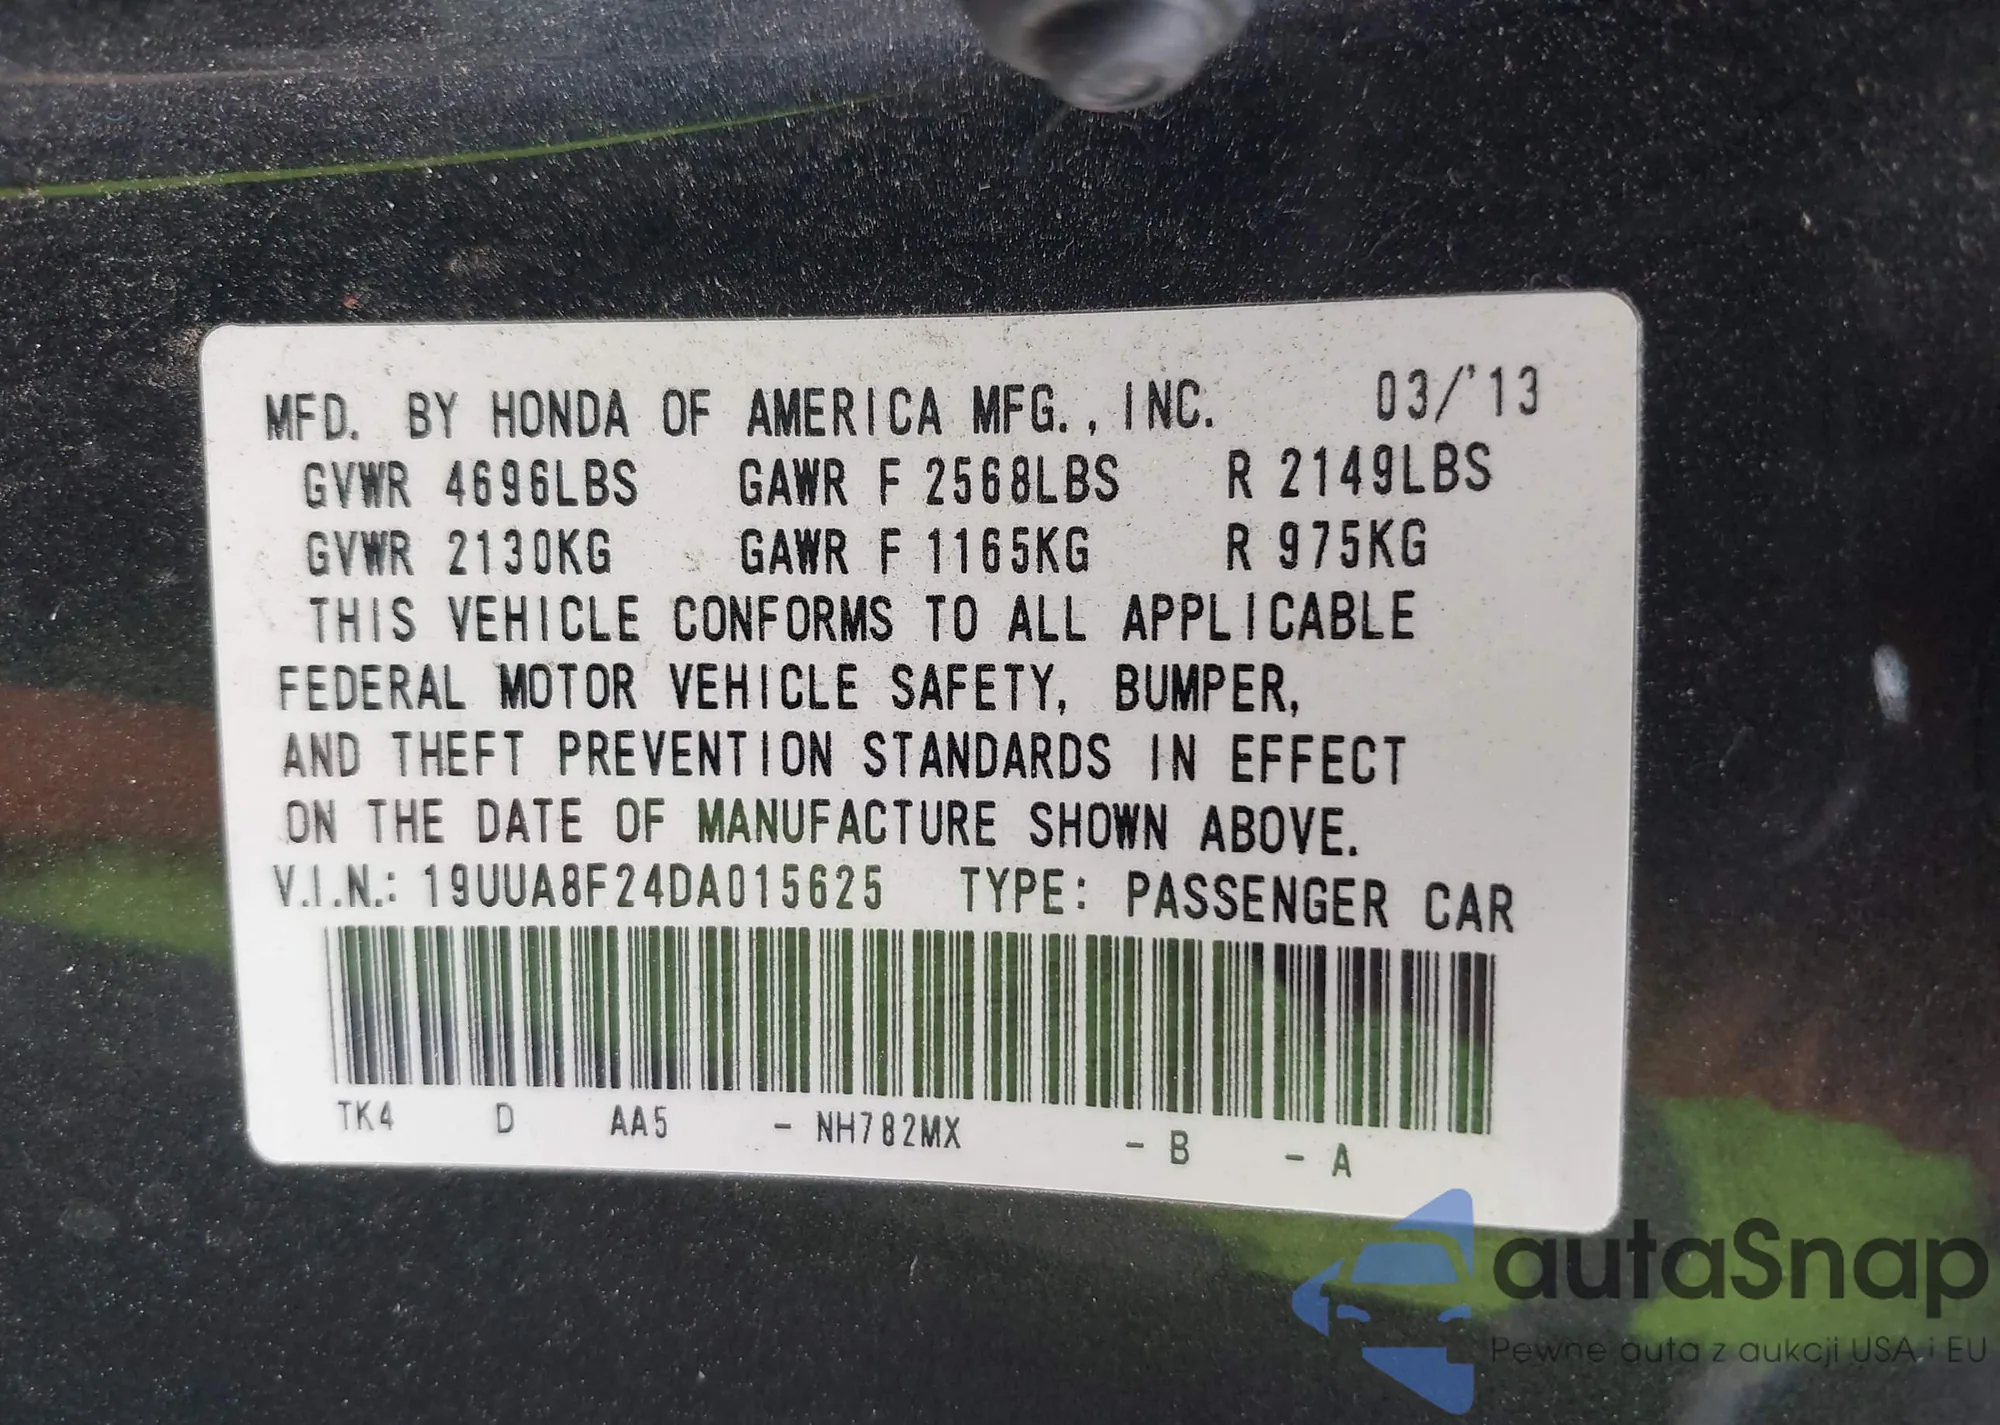 MFD. BY HONDA OF AMERICA MFG., INC. 03/'13
GVWR 4696LBS GAWR F 2568LBS R 2149LBS
GVWR 2130KG GAWR F 1165KG R 975KG
THIS VEHICLE CONFORMS TO ALL APPLICABLE
FEDERAL MOTOR VEHICLE SAFETY, BUMPER,
AND THEFT PREVENTION STANDARDS IN EFFECT
ON THE DATE OF MANUFACTURE SHOWN ABOVE.
V.I.N.: 19UUA8F24DA015625 TYPE: PASSENGER CAR
TK4 D AA5 - NH782MX - B - A
autaSnap
Pewne auta z aukcji USA i EU